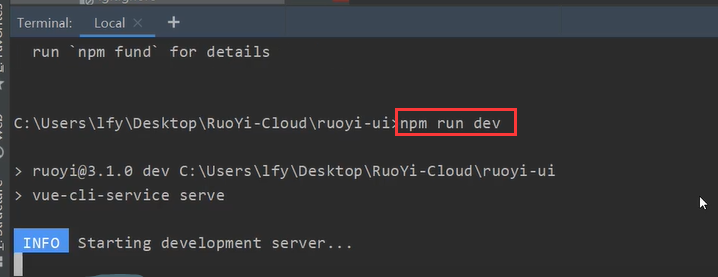 Terminal:
Local
run `npm fund` for details
C:\Users\lfy\Desktop\RuoYi-Cloud\ruoyi-ui>npm run dev
> ruoyi@3.1.0 dev C:\Users\lfy\Desktop\RuoYi-Cloud\ruoyi-ui
> vue-cli-service serve
INFO Starting development server...